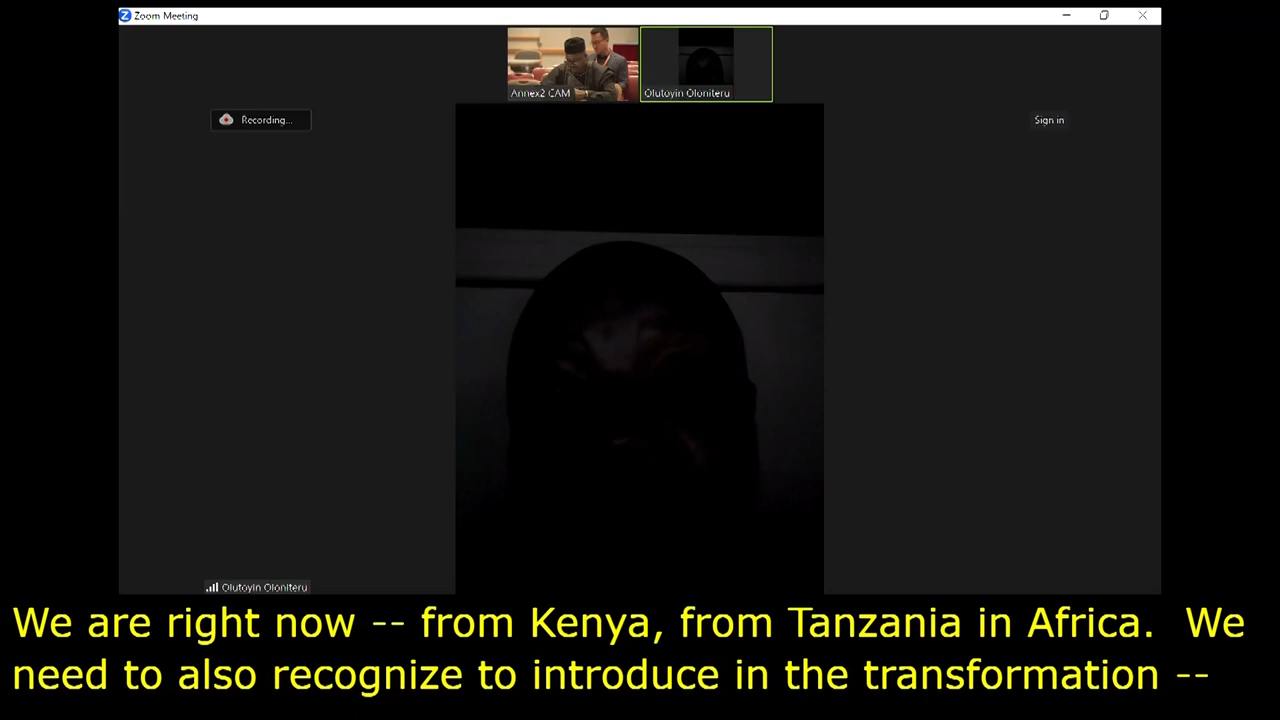 Zoom Meeting
Annex2 CAM
Olutoyin Oloniteru
Recording...
Sign in
Olutoyin Oloniteru
We are right now -- from Kenya, from Tanzania in Africa.  We
need to also recognize to introduce in the transformation --